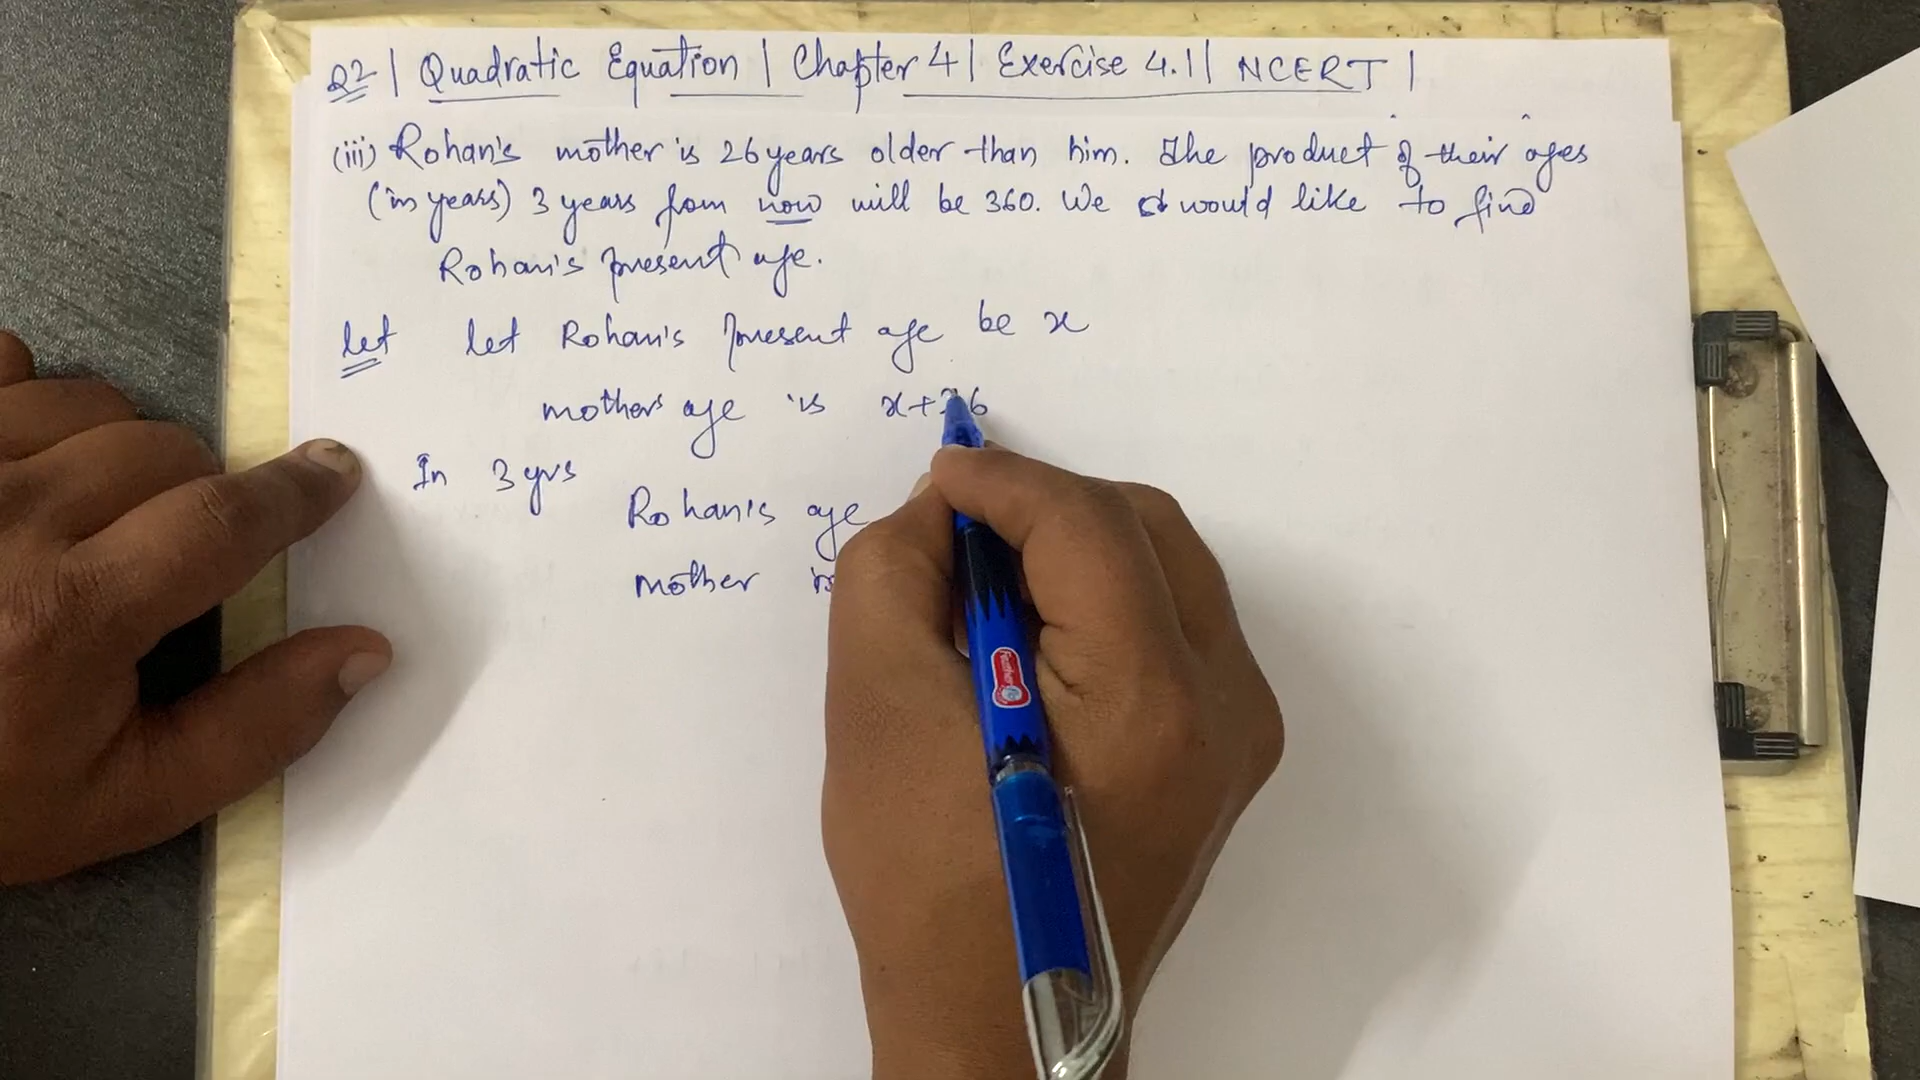 Q2 | Quadratic Equation | Chapter 4 | Exercise 4.1 | NCERT |
(iii) Rohan's mother is 26 years older than him. The product of their ages
(in years) 3 years from now will be 360. We would like to find
Rohan's present age.
let let Rohan's present age be x
mothers age is x+26
In 3 yrs
Rohan's age
mother